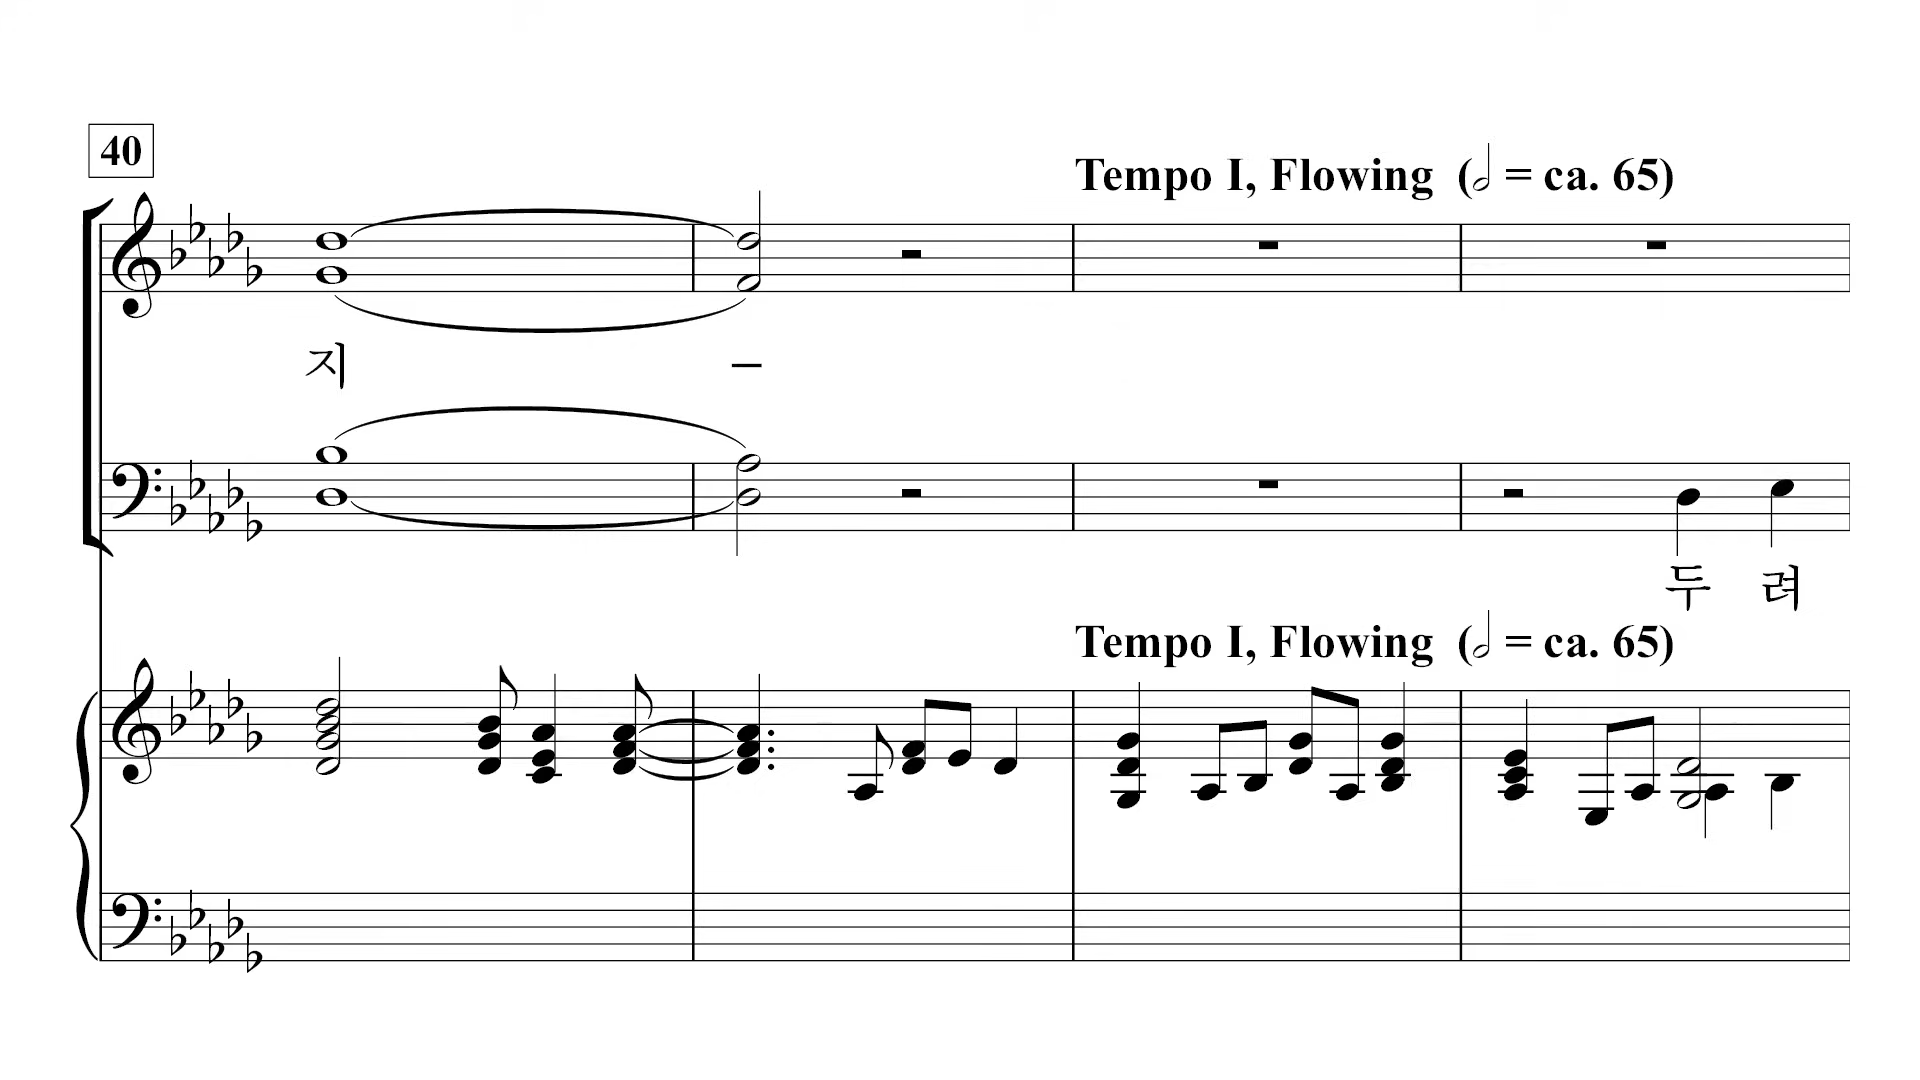 40
Tempo I, Flowing (𝅗𝅥 = ca. 65)
지 –
두 려
Tempo I, Flowing (𝅗𝅥 = ca. 65)